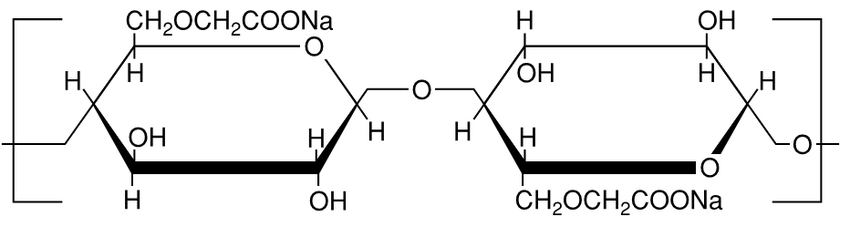 CH₂OCH₂COONa H OH
O
H OH H
H H
O
H H
OH H H O
O
H OH CH₂OCH₂COONa